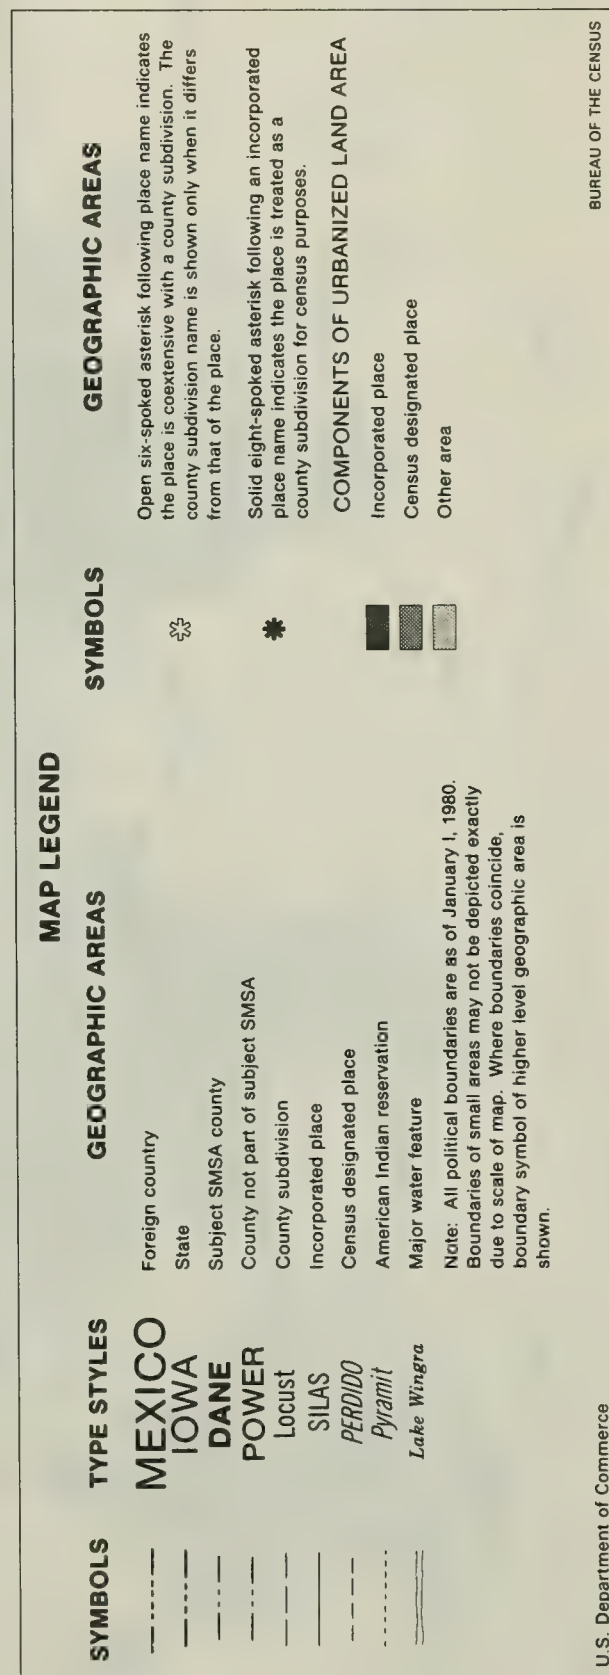 MAP LEGEND
SYMBOLS TYPE STYLES GEOGRAPHIC AREAS
MEXICO Foreign country
IOWA State
DANE Subject SMSA county
POWER County not part of subject SMSA
Locust County subdivision
SILAS Incorporated place
PERDIDO Census designated place
Pyramit American Indian reservation
Lake Wingra Major water feature
Note: All political boundaries are as of January 1, 1980.
Boundaries of small areas may not be depicted exactly
due to scale of map. Where boundaries coincide,
boundary symbol of higher level geographic area is
shown.
SYMBOLS GEOGRAPHIC AREAS
Open six-spoked asterisk following place name indicates
the place is coextensive with a county subdivision. The
county subdivision name is shown only when it differs
from that of the place.
Solid eight-spoked asterisk following an incorporated
place name indicates the place is treated as a
county subdivision for census purposes.
COMPONENTS OF URBANIZED LAND AREA
Incorporated place
Census designated place
Other area
U.S. Department of Commerce BUREAU OF THE CENSUS